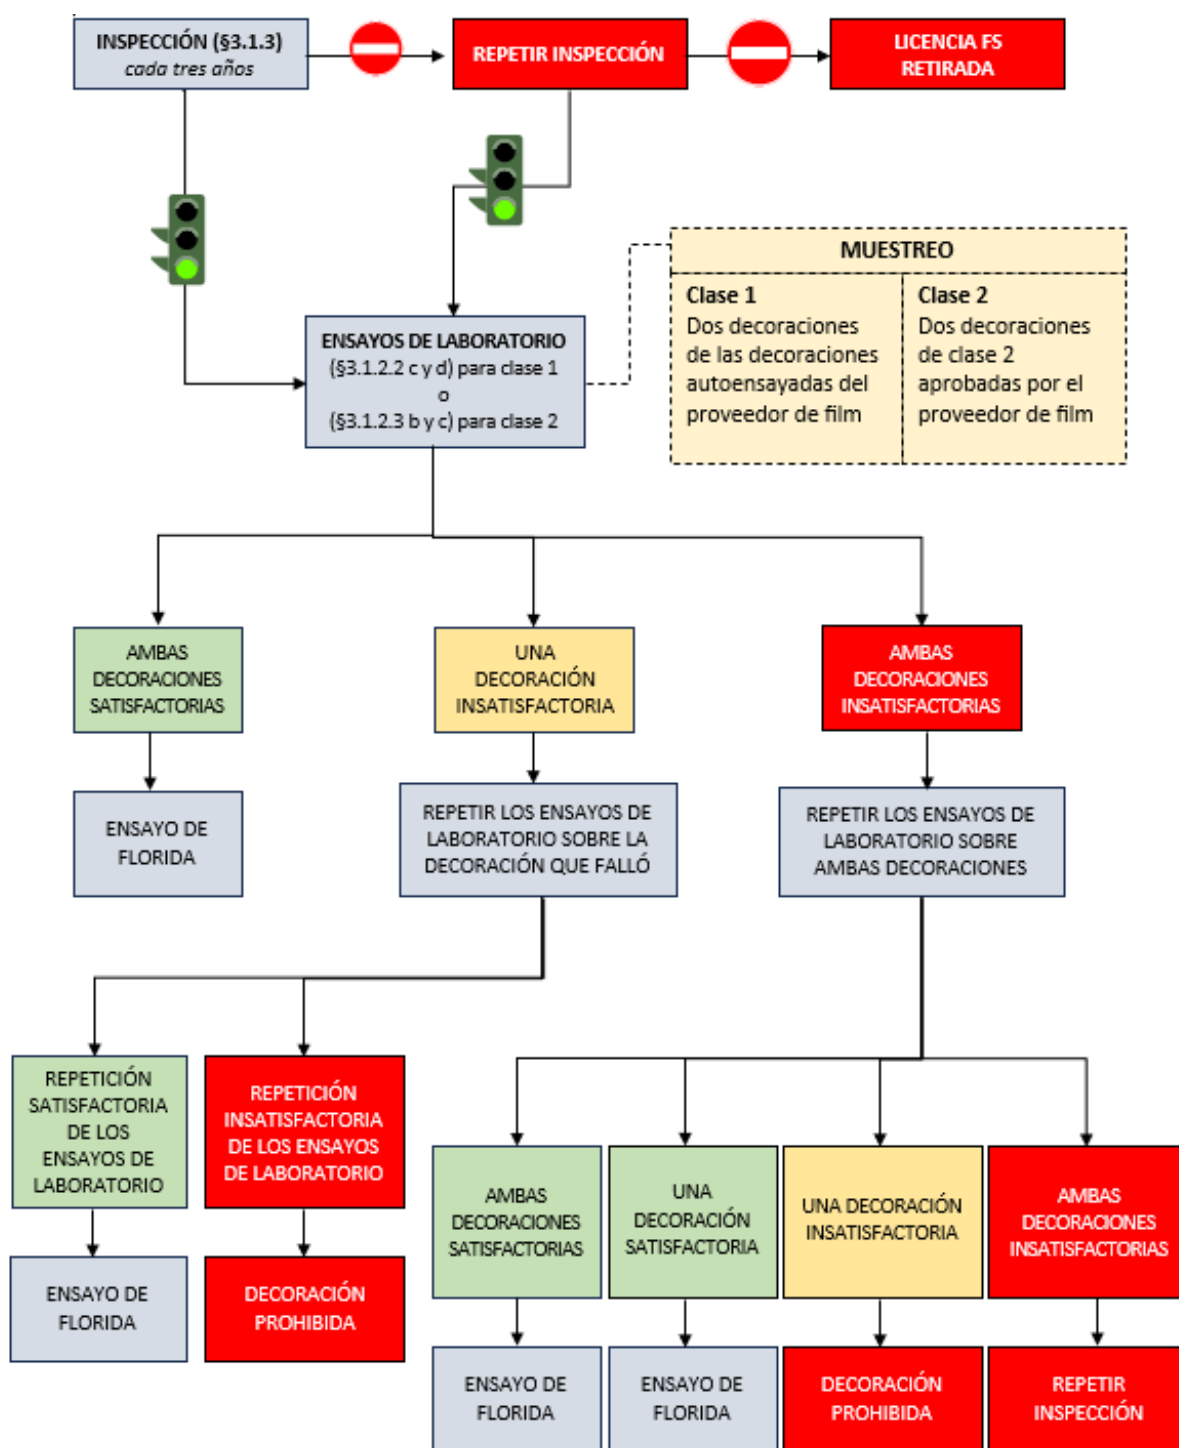 INSPECCIÓN (§3.1.3)
cada tres años
REPETIR INSPECCIÓN
LICENCIA FS
RETIRADA
MUESTREO
Clase 1
Dos decoraciones
de las decoraciones
autoensayadas del
proveedor de film
Clase 2
Dos decoraciones
de clase 2
aprobadas por el
proveedor de film
ENSAYOS DE LABORATORIO
(§3.1.2.2 c y d) para clase 1
o
(§3.1.2.3 b y c) para clase 2
AMBAS
DECORACIONES
SATISFACTORIAS
UNA
DECORACIÓN
INSATISFACTORIA
AMBAS
DECORACIONES
INSATISFACTORIAS
ENSAYO DE
FLORIDA
REPETIR LOS ENSAYOS DE
LABORATORIO SOBRE LA
DECORACIÓN QUE FALLÓ
REPETIR LOS ENSAYOS DE
LABORATORIO SOBRE
AMBAS DECORACIONES
REPETICIÓN
SATISFACTORIA
DE LOS
ENSAYOS DE
LABORATORIO
REPETICIÓN
INSATISFACTORIA
DE LOS ENSAYOS
DE LABORATORIO
AMBAS
DECORACIONES
SATISFACTORIAS
UNA
DECORACIÓN
SATISFACTORIA
UNA DECORACIÓN
INSATISFACTORIA
AMBAS
DECORACIONES
INSATISFACTORIAS
ENSAYO DE
FLORIDA
DECORACIÓN
PROHIBIDA
ENSAYO DE
FLORIDA
ENSAYO DE
FLORIDA
DECORACIÓN
PROHIBIDA
REPETIR
INSPECCIÓN